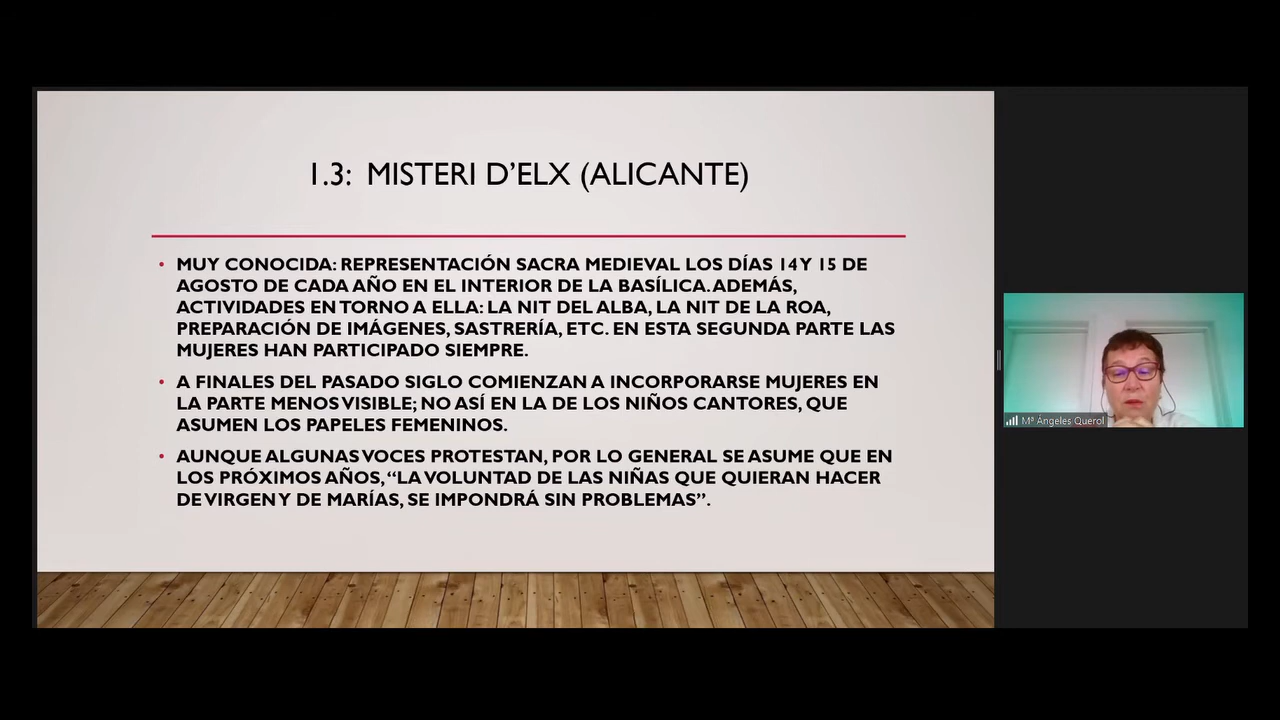 1.3: MISTERI D'ELX (ALICANTE)
• MUY CONOCIDA: REPRESENTACIÓN SACRA MEDIEVAL LOS DÍAS 14 Y 15 DE
AGOSTO DE CADA AÑO EN EL INTERIOR DE LA BASÍLICA. ADEMÁS,
ACTIVIDADES EN TORNO A ELLA: LA NIT DEL ALBA, LA NIT DE LA ROA,
PREPARACIÓN DE IMÁGENES, SASTRERÍA, ETC. EN ESTA SEGUNDA PARTE LAS
MUJERES HAN PARTICIPADO SIEMPRE.
• A FINALES DEL PASADO SIGLO COMIENZAN A INCORPORARSE MUJERES EN
LA PARTE MENOS VISIBLE; NO ASÍ EN LA DE LOS NIÑOS CANTORES, QUE
ASUMEN LOS PAPELES FEMENINOS.
• AUNQUE ALGUNAS VOCES PROTESTAN, POR LO GENERAL SE ASUME QUE EN
LOS PRÓXIMOS AÑOS, “LA VOLUNTAD DE LAS NIÑAS QUE QUIERAN HACER
DE VIRGEN Y DE MARÍAS, SE IMPONDRÁ SIN PROBLEMAS”.
Mª Ángeles Querol